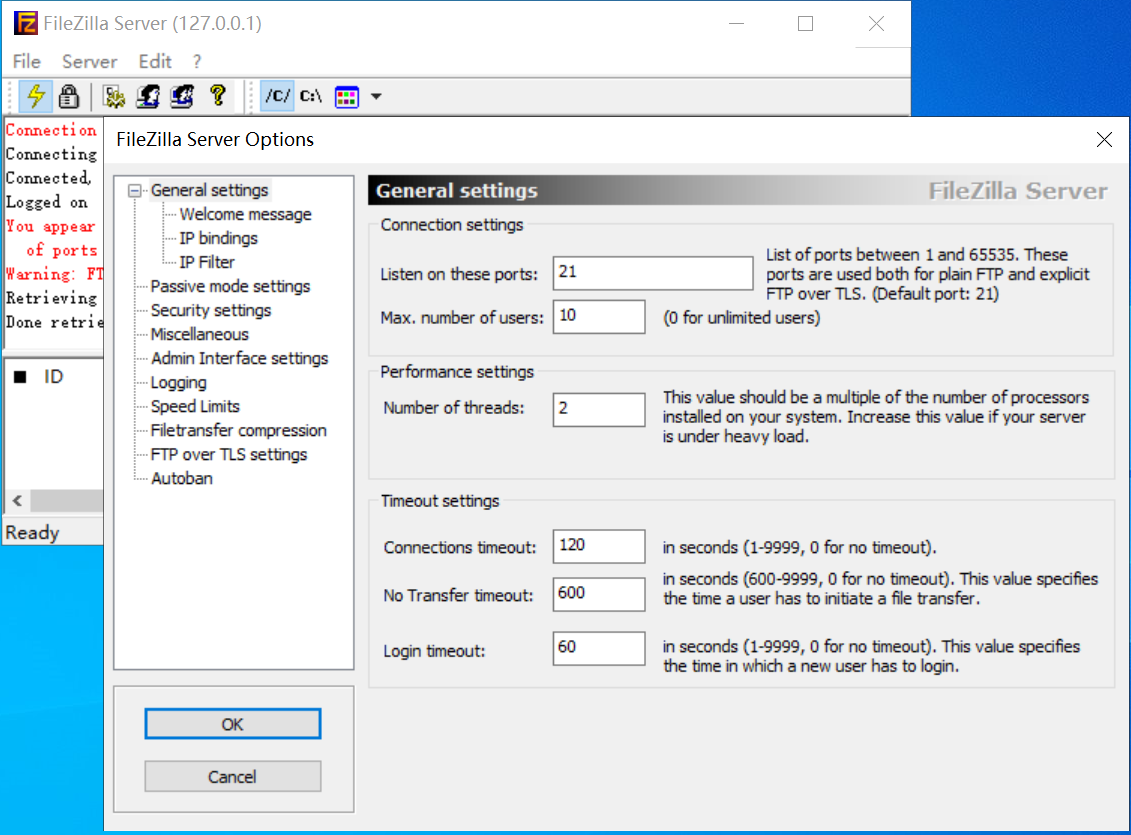 FileZilla Server (127.0.0.1)
File Server Edit ?
/C/ C:\
Connection
Connecting
Connected,
Logged on
You appear
of ports
Warning: FT
Retrieving
Done retrie
ID
Ready
FileZilla Server Options
General settings
Welcome message
IP bindings
IP Filter
Passive mode settings
Security settings
Miscellaneous
Admin Interface settings
Logging
Speed Limits
Filetransfer compression
FTP over TLS settings
Autoban
OK
Cancel
General settings FileZilla Server
Connection settings
Listen on these ports: 21
List of ports between 1 and 65535. These
ports are used both for plain FTP and explicit
FTP over TLS. (Default port: 21)
Max. number of users: 10 (0 for unlimited users)
Performance settings
Number of threads: 2
This value should be a multiple of the number of processors
installed on your system. Increase this value if your server
is under heavy load.
Timeout settings
Connections timeout: 120 in seconds (1-9999, 0 for no timeout).
No Transfer timeout: 600
in seconds (600-9999, 0 for no timeout). This value specifies
the time a user has to initiate a file transfer.
Login timeout: 60
in seconds (1-9999, 0 for no timeout). This value specifies
the time in which a new user has to login.